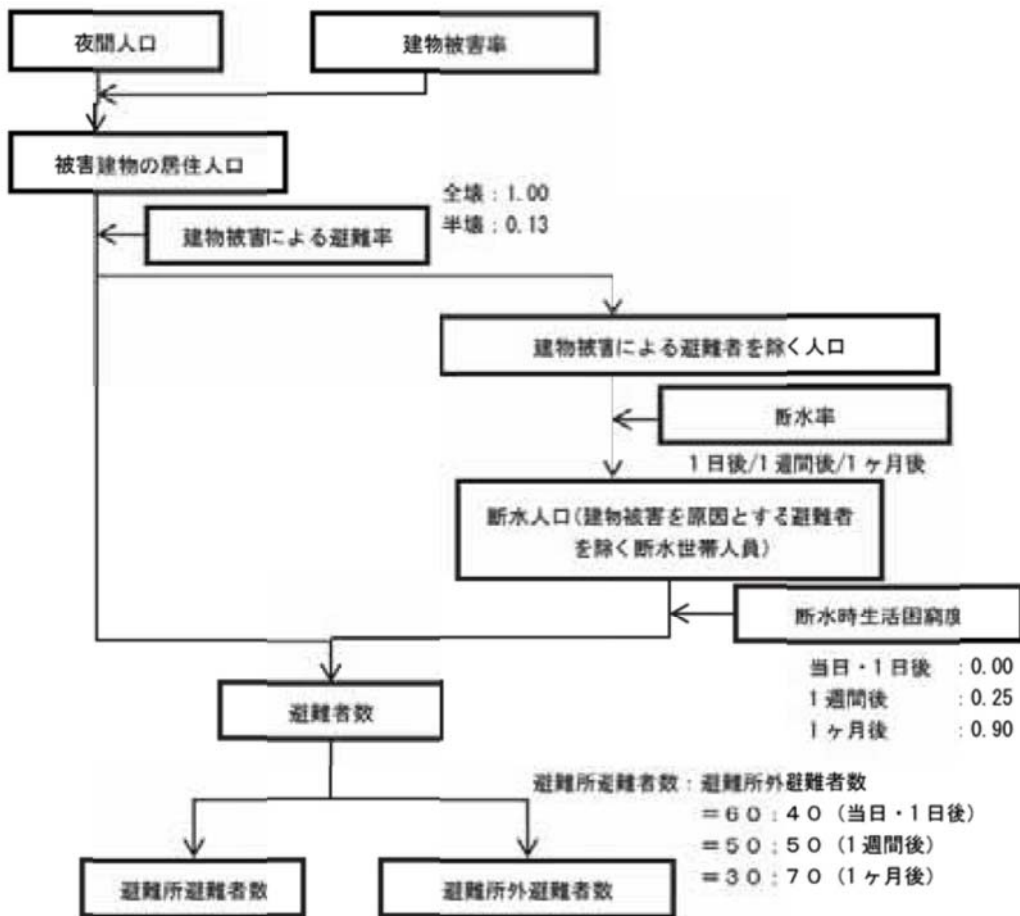 夜間人口
建物被害率
被害建物の居住人口
全壊：1.00
半壊：0.13
建物被害による避難率
建物被害による避難者を除く人口
断水率
1日後/1週間後/1ヶ月後
断水人口(建物被害を原因とする避難者
を除く断水世帯人員)
断水時生活困窮度
当日・1日後　：0.00
1週間後　：0.25
1ヶ月後　：0.90
避難者数
避難所避難者数：避難所外避難者数
＝６０：４０（当日・1日後）
＝５０：５０（1週間後）
＝３０：７０（1ヶ月後）
避難所避難者数
避難所外避難者数